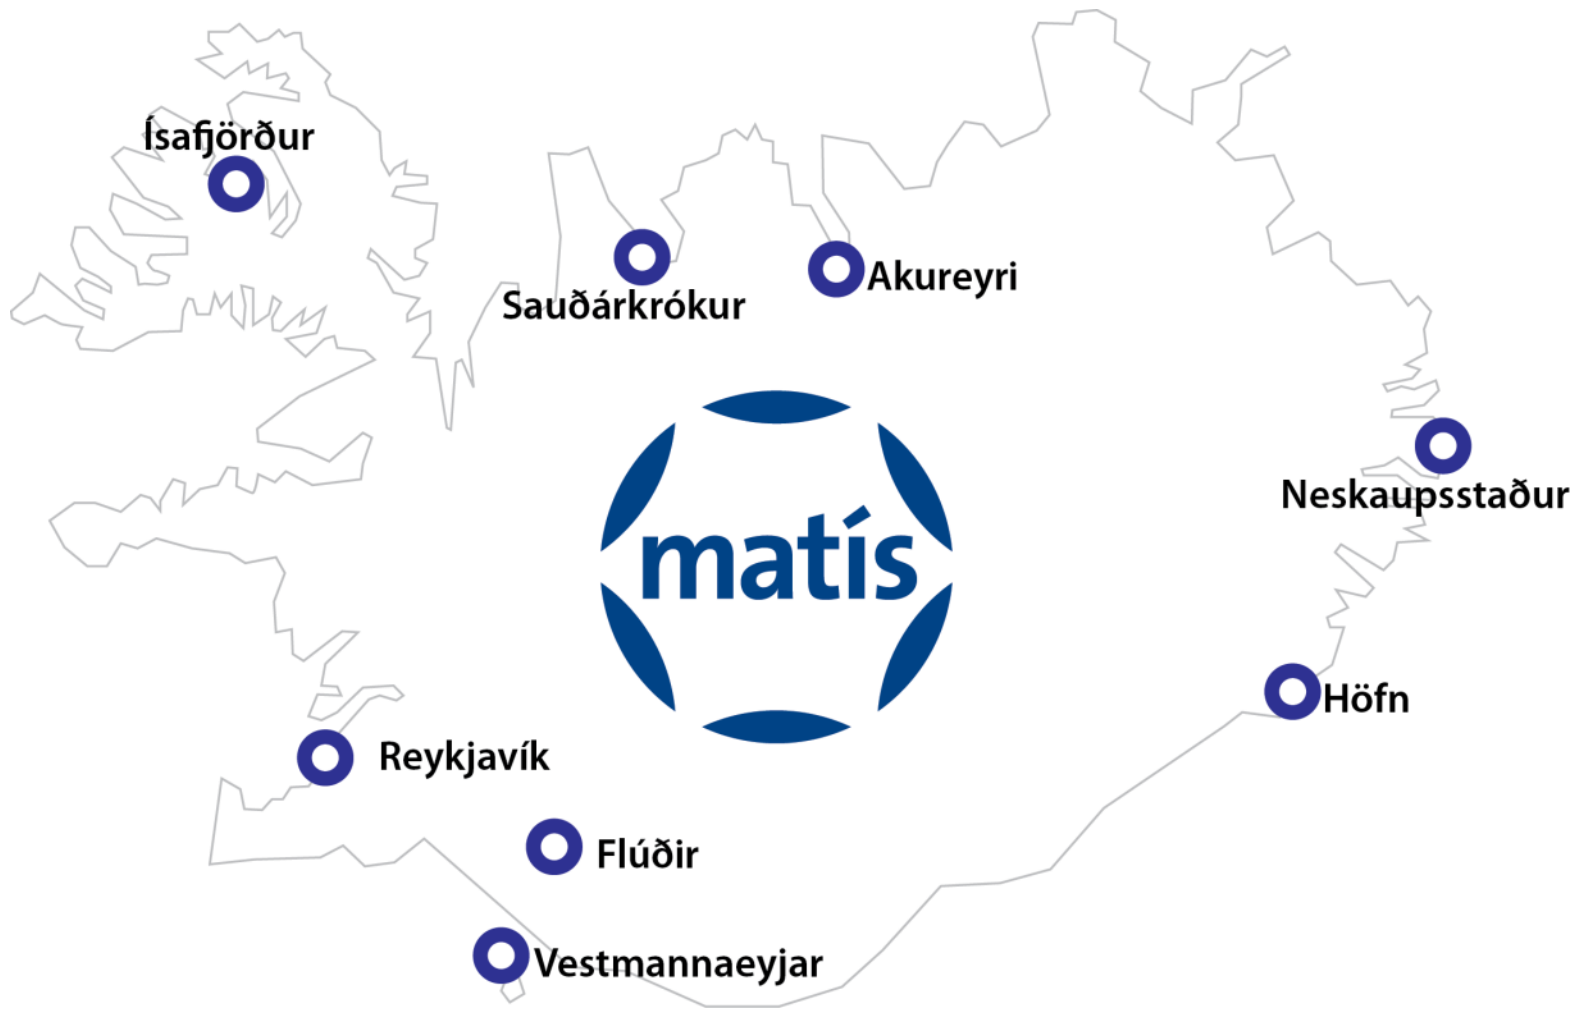 Ísafjörður
Sauðárkrókur
Akureyri
Neskaupsstaður
matís
Höfn
Reykjavík
Flúðir
Vestmannaeyjar